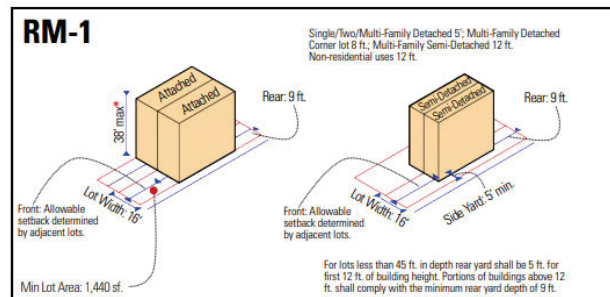 RM-1
Single/Two/Multi-Family Detached 5'; Multi-Family Detached
Corner lot 8 ft.; Multi-Family Semi-Detached 12 ft.
Non-residential uses 12 ft.
Attached
Attached
38' max*
Rear: 9 ft.
Lot Width: 16'
Front: Allowable
setback determined
by adjacent lots.
Min Lot Area: 1,440 sf.
Semi-Detached
Semi-Detached
Rear: 9 ft.
Side Yard: 5' min.
Lot Width: 16'
Front: Allowable
setback determined
by adjacent lots.
For lots less than 45 ft. in depth rear yard shall be 5 ft. for
first 12 ft. of building height. Portions of buildings above 12
ft. shall comply with the minimum rear yard depth of 9 ft.